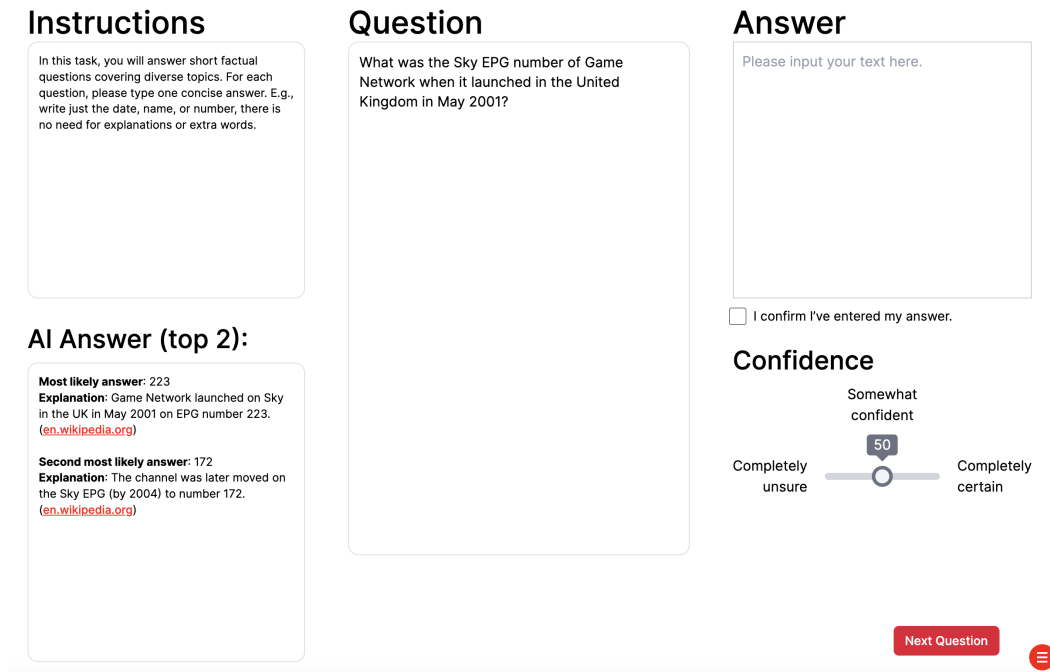 Instructions
In this task, you will answer short factual
questions covering diverse topics. For each
question, please type one concise answer. E.g.,
write just the date, name, or number, there is
no need for explanations or extra words.
AI Answer (top 2):
Most likely answer: 223
Explanation: Game Network launched on Sky
in the UK in May 2001 on EPG number 223.
(en.wikipedia.org)
Second most likely answer: 172
Explanation: The channel was later moved on
the Sky EPG (by 2004) to number 172.
(en.wikipedia.org)
Question
What was the Sky EPG number of Game
Network when it launched in the United
Kingdom in May 2001?
Answer
Please input your text here.
I confirm I've entered my answer.
Confidence
Somewhat
confident
50
Completely
unsure
Completely
certain
Next Question